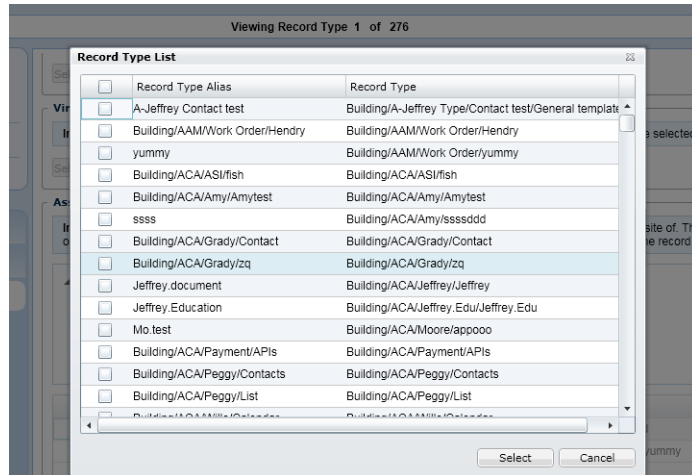 Viewing Record Type 1 of 276
Record Type List
Record Type Alias Record Type
A-Jeffrey Contact test Building/A-Jeffrey Type/Contact test/General template
Building/AAM/Work Order/Hendry Building/AAM/Work Order/Hendry
yummy Building/AAM/Work Order/yummy
Building/ACA/ASI/fish Building/ACA/ASI/fish
Building/ACA/Amy/Amytest Building/ACA/Amy/Amytest
ssss Building/ACA/Amy/ssssddd
Building/ACA/Grady/Contact Building/ACA/Grady/Contact
Building/ACA/Grady/zq Building/ACA/Grady/zq
Jeffrey.document Building/ACA/Jeffrey/Jeffrey
Jeffrey.Education Building/ACA/Jeffrey.Edu/Jeffrey.Edu
Mo.test Building/ACA/Moore/appooo
Building/ACA/Payment/APIs Building/ACA/Payment/APIs
Building/ACA/Peggy/Contacts Building/ACA/Peggy/Contacts
Building/ACA/Peggy/List Building/ACA/Peggy/List
Select Cancel
selected
site of.
record
yummy